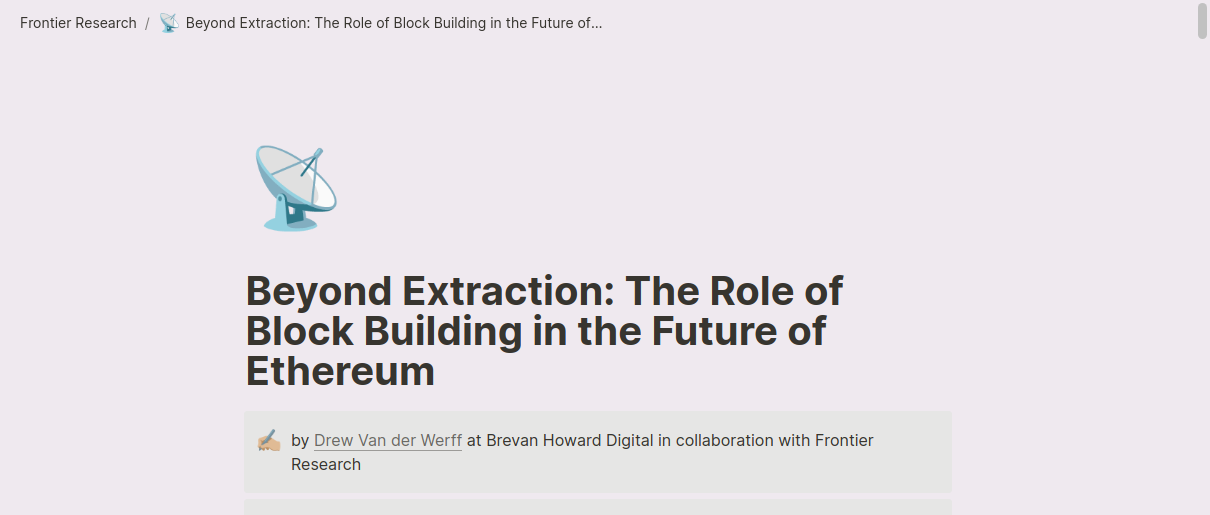 Frontier Research / Beyond Extraction: The Role of Block Building in the Future of...
Beyond Extraction: The Role of
Block Building in the Future of
Ethereum
by Drew Van der Werff at Brevan Howard Digital in collaboration with Frontier
Research